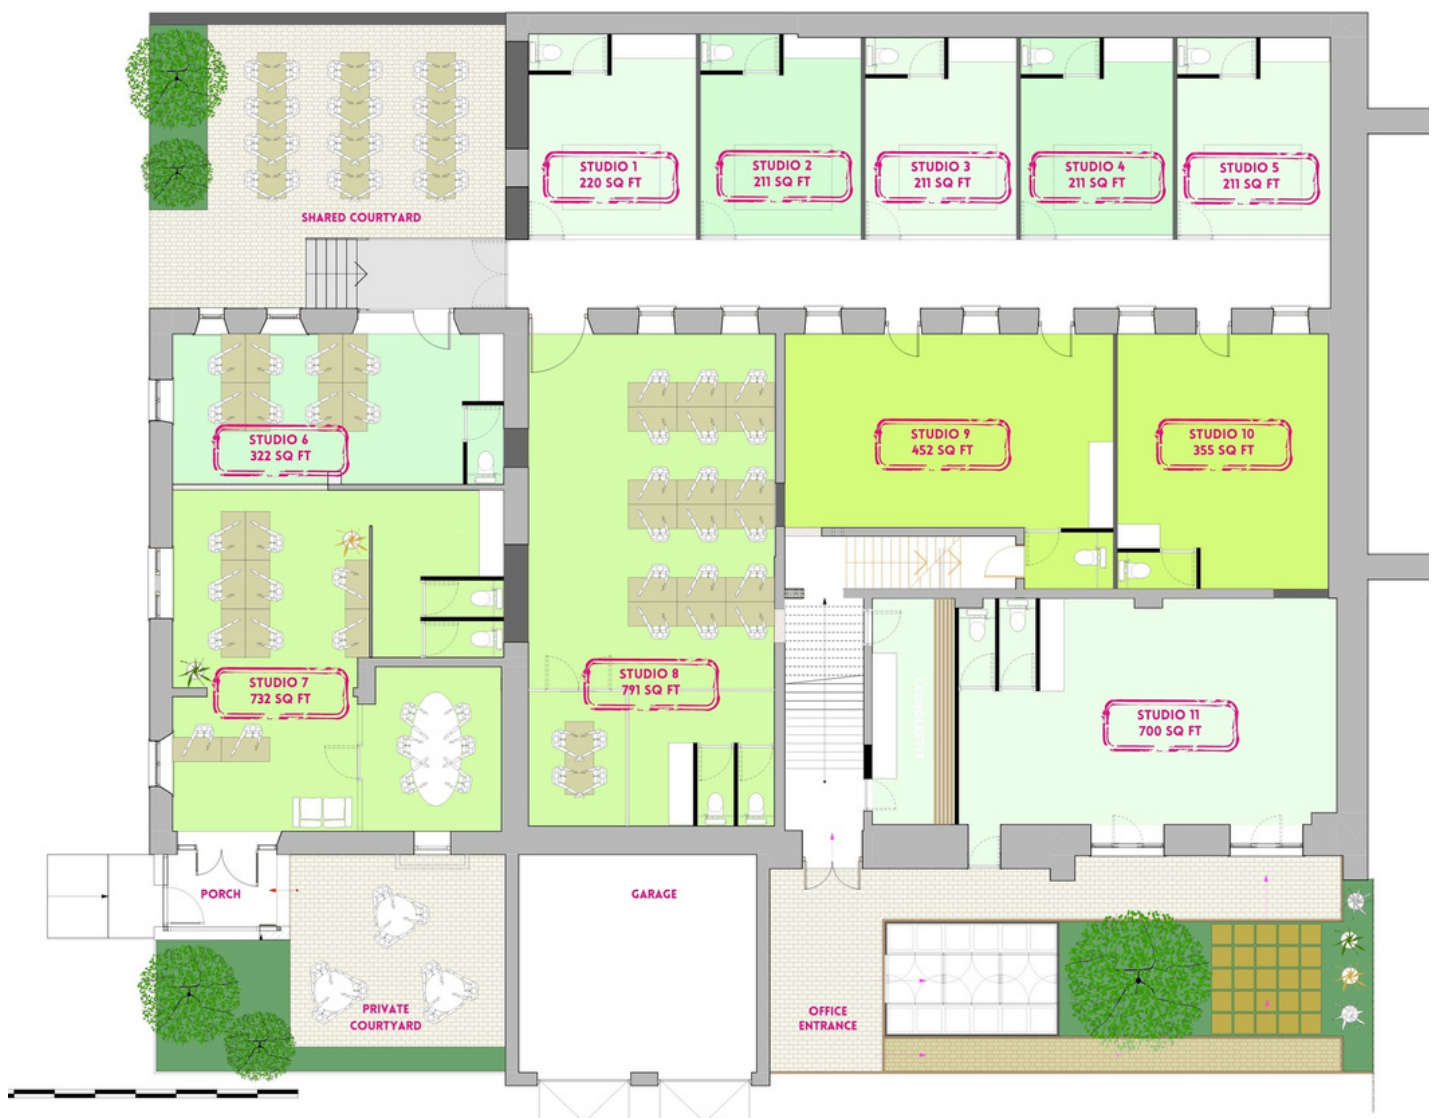 STUDIO 1
220 SQ FT
STUDIO 2
211 SQ FT
STUDIO 3
211 SQ FT
STUDIO 4
211 SQ FT
STUDIO 5
211 SQ FT
SHARED COURTYARD
STUDIO 6
322 SQ FT
STUDIO 9
452 SQ FT
STUDIO 10
355 SQ FT
STUDIO 7
732 SQ FT
STUDIO 8
791 SQ FT
STUDIO 11
700 SQ FT
PORCH
GARAGE
PRIVATE
COURTYARD
OFFICE
ENTRANCE